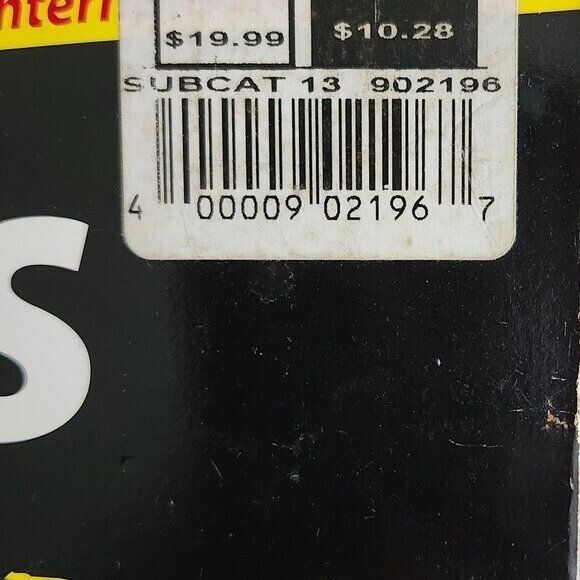 $19.99 $10.28
SUBCAT 13 902196
4 00009 02196 7
S